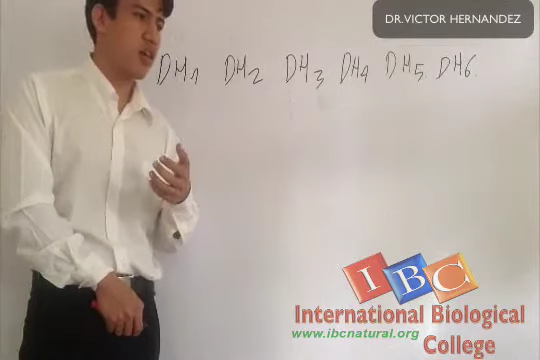 DR.VICTOR HERNANDEZ
DH1 DH2 DH3 DH4 DH5 DH6
IBC
International Biological
www.ibcnatural.org
College